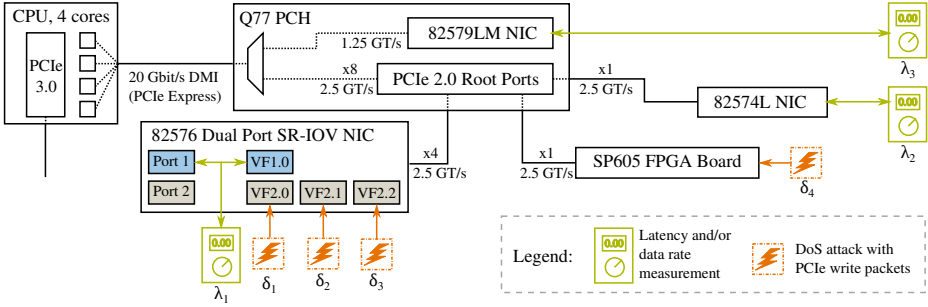 CPU, 4 cores
PCIe
3.0
20 Gbit/s DMI
(PCIe Express)
Q77 PCH
82579LM NIC
1.25 GT/s
x8
2.5 GT/s
PCIe 2.0 Root Ports
x1
2.5 GT/s
82574L NIC
0.00
λ3
0.00
λ2
82576 Dual Port SR-IOV NIC
Port 1
VF1.0
Port 2
VF2.0
VF2.1
VF2.2
x4
2.5 GT/s
x1
2.5 GT/s
SP605 FPGA Board
δ4
0.00
λ1
δ1
δ2
δ3
Legend:
0.00
Latency and/or
data rate
measurement
DoS attack with
PCIe write packets